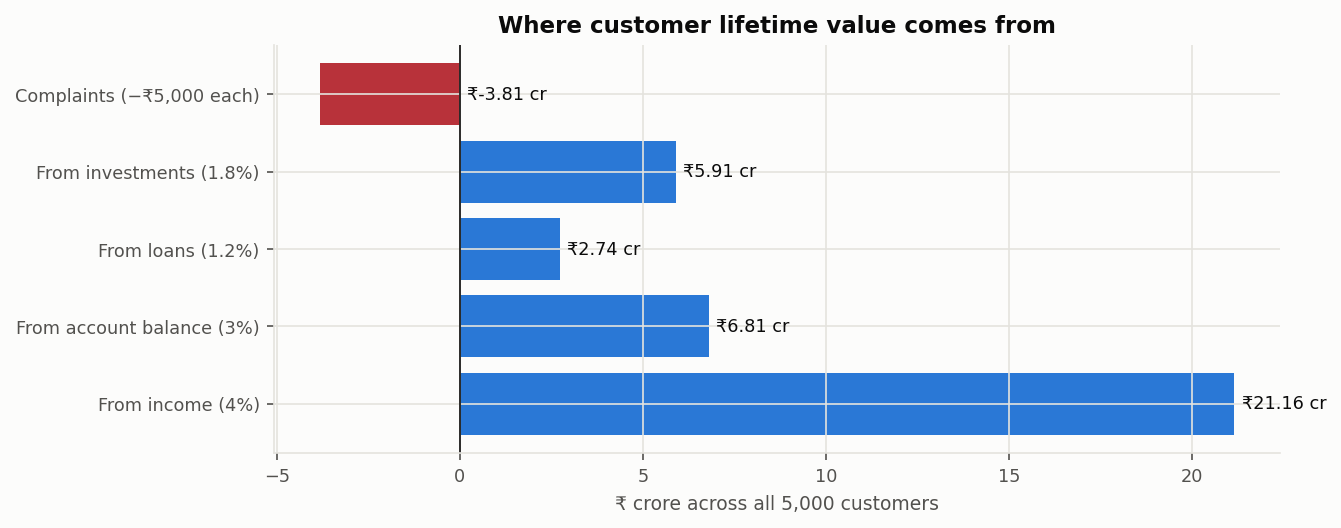 Where customer lifetime value comes from
Complaints (−₹5,000 each)
₹-3.81 cr
From investments (1.8%)
₹5.91 cr
From loans (1.2%)
₹2.74 cr
From account balance (3%)
₹6.81 cr
From income (4%)
₹21.16 cr
−5
0
5
10
15
20
₹ crore across all 5,000 customers